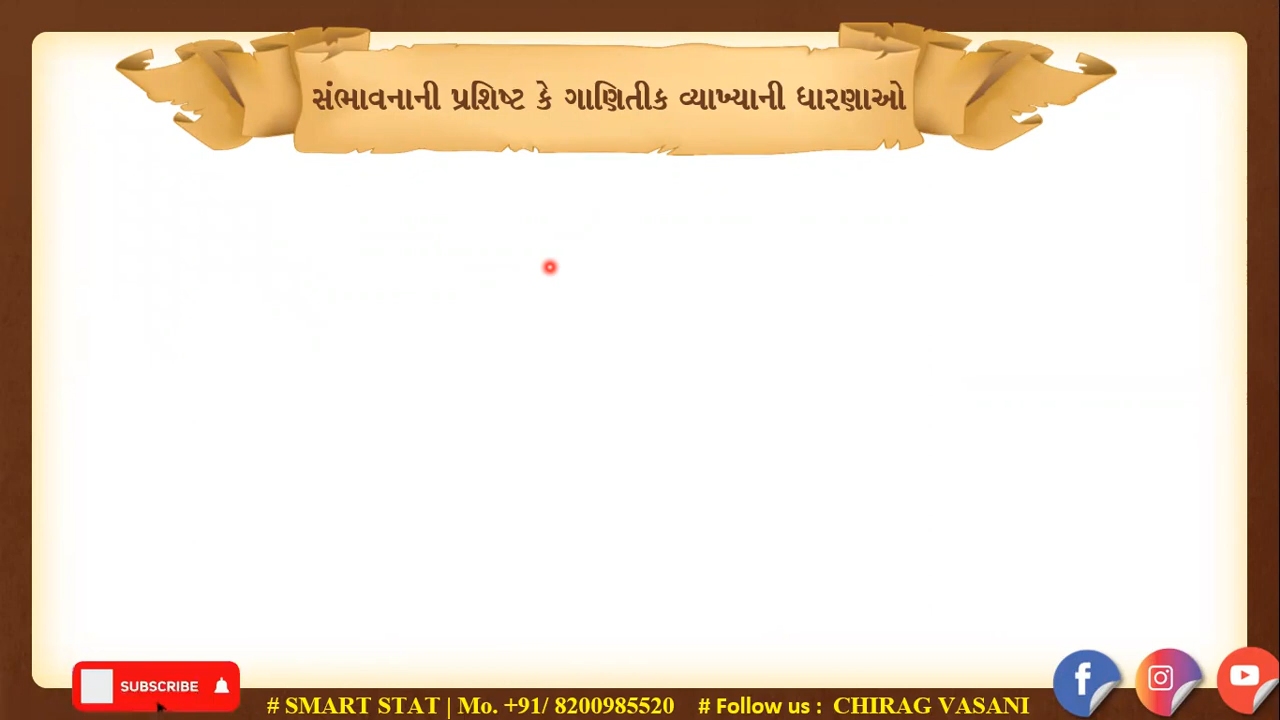 સંભાવનાની પ્રશિષ્ટ કે ગાણિતીક વ્યાખ્યાની ધારણાઓ
SUBSCRIBE
# SMART STAT | Mo. +91/ 8200985520 # Follow us : CHIRAG VASANI